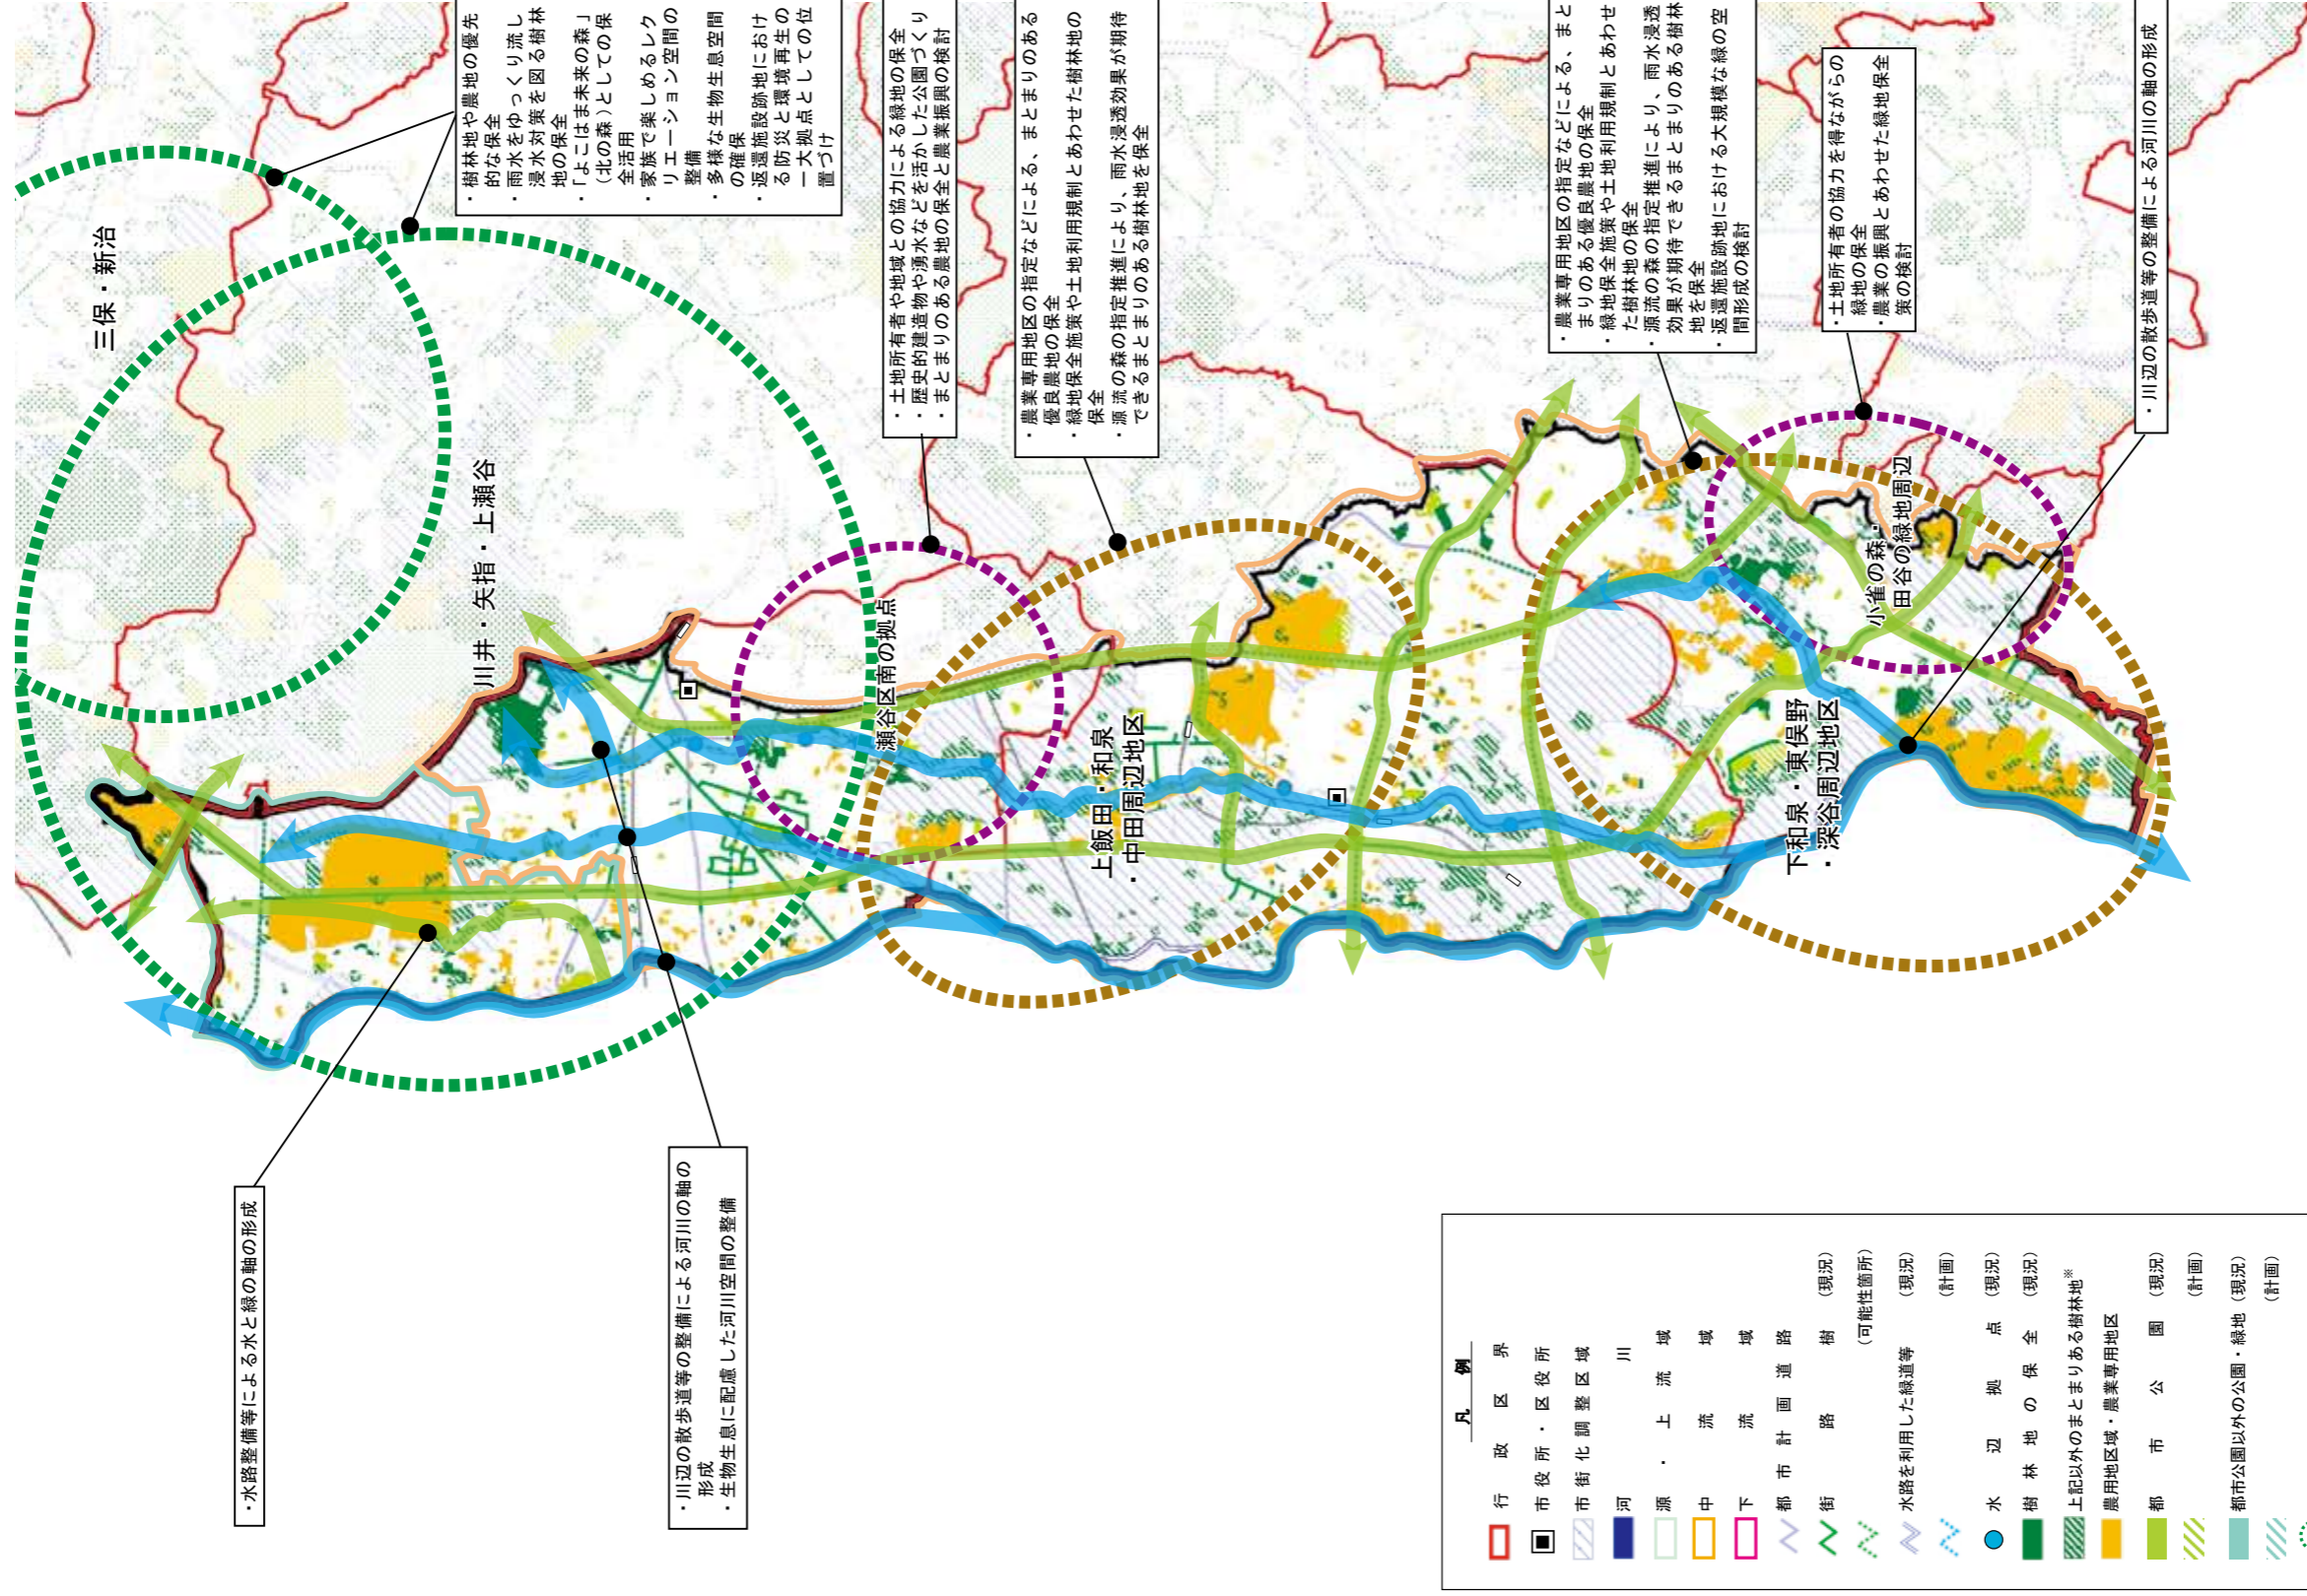 三保・新治
川井・矢指・上瀬谷
瀬谷区南の拠点
上飯田・和泉
・中田周辺地区
下和泉・東俣野
・深谷周辺地区
小雀の森・
田谷の緑地周辺
・樹林地や農地の優先
的な保全
・雨水をゆっくり流し
浸水対策を図る樹林
地の保全
・「よこはま未来の森」
(北の森)としての保
全活用
・家族で楽しめるレク
リエーション空間の
整備
・多様な生物生息空間
の確保
・返還施設跡地におけ
る防災と環境再生の
一大拠点としての位
置づけ
・土地所有者や地域との協力による緑地の保全
・歴史的建造物や湧水などを活かした公園づくり
・まとまりのある農地の保全と農業振興の検討
・農業専用地区の指定などによる、まとまりのある
優良農地の保全
・緑地保全施策や土地利用規制とあわせた樹林地の
保全
・源流の森の指定推進により、雨水浸透効果が期待
できるまとまりのある樹林地を保全
・農業専用地区の指定などによる、まと
まりのある優良農地の保全
・緑地保全施策や土地利用規制とあわせ
た樹林地の保全
・源流の森の指定推進により、雨水浸透
効果が期待できるまとまりのある樹林
地を保全
・返還施設跡地における大規模な緑の空
間形成の検討
・土地所有者の協力を得ながらの
緑地の保全
・農業の振興とあわせた緑地保全
策の検討
・川辺の散歩道等の整備による河川の軸の形成
・水路整備等による水と緑の軸の形成
・川辺の散歩道等の整備による河川の軸の
形成
・生物生息に配慮した河川空間の整備
凡例
行政区界
市役所・区役所
市街化調整区域
河川
源・上流域
中流域
下流域
都市計画道路
街路樹 (現況)
(可能性箇所)
水路を利用した緑道等 (現況)
(計画)
水辺拠点 (現況)
樹林地の保全 (現況)
上記以外のまとまりある樹林地※
農用地区域・農業専用地区
都市公園 (現況)
(計画)
都市公園以外の公園・緑地 (現況)
(計画)